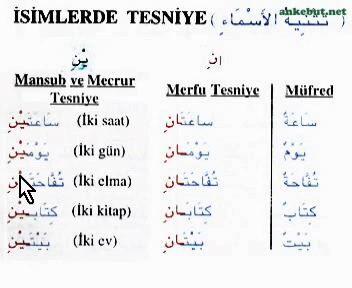 ahkebut.net
İSİMLERDE TESNİYE ( تَثْنِيَةُ الْأَسْمَاءِ )
يْنِ انِ
Mansub ve Mecrur Tesniye Merfu Tesniye Müfred
سَاعَتَيْنِ (İki saat) سَاعَتَانِ سَاعَةٌ
يَوْمَيْنِ (İki gün) يَوْمَانِ يَوْمٌ
تُفَّاحَتَيْنِ (İki elma) تُفَّاحَتَانِ تُفَّاحَةٌ
كِتَابَيْنِ (İki kitap) كِتَابَانِ كِتَابٌ
بَيْتَيْنِ (İki ev) بَيْتَانِ بَيْتٌ